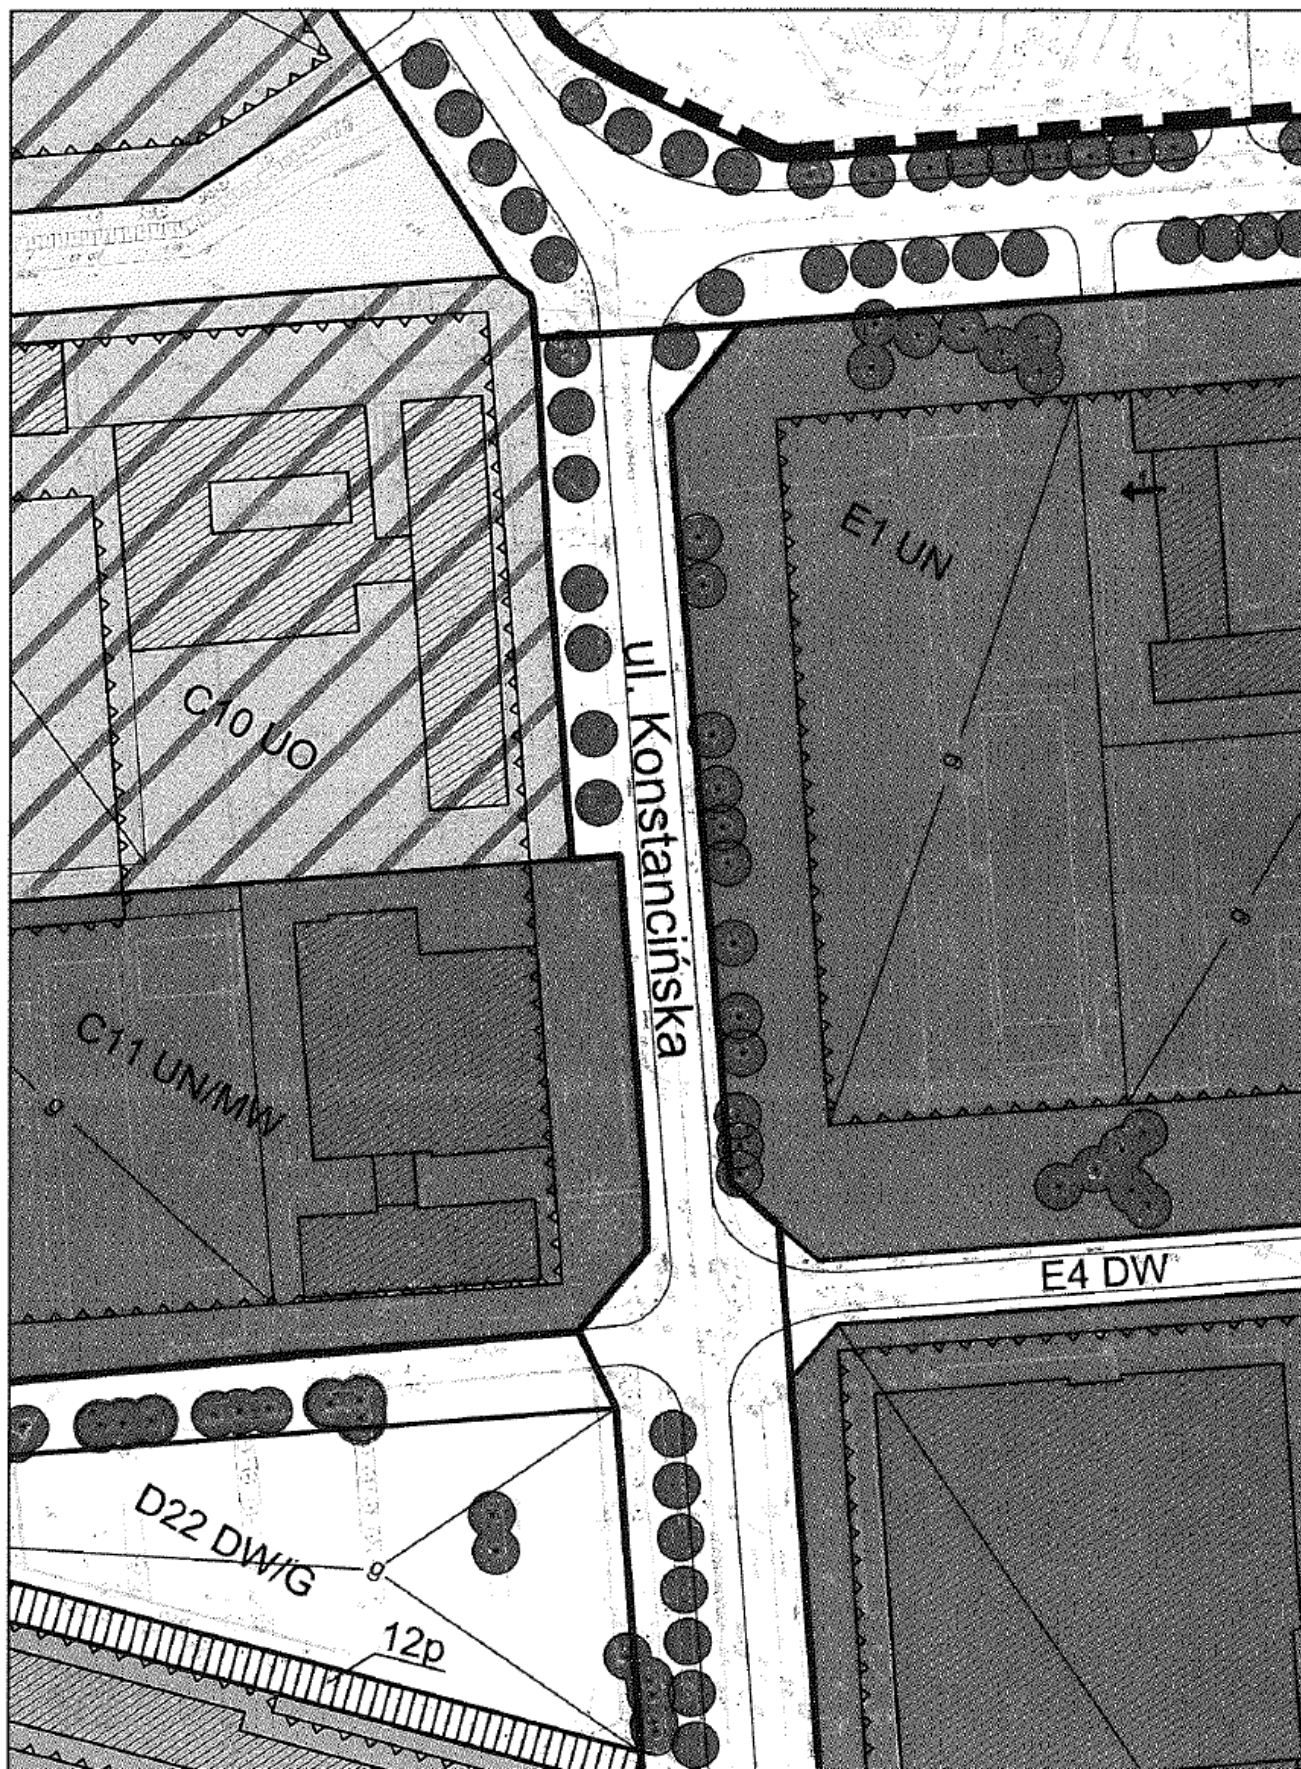 E1 UN
ul. Konstancińska
C10 UO
g
g
C11 UN/MW
g
E4 DW
D22 DW/G
g
12p